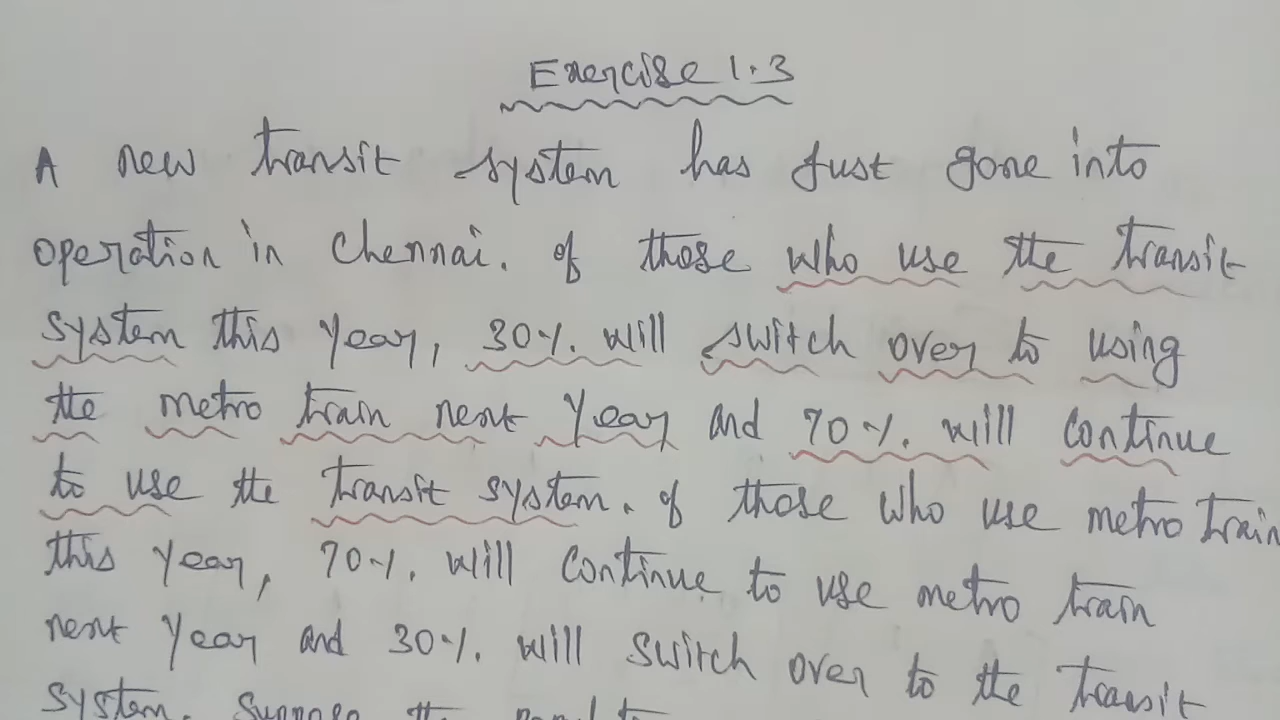 Exercise 1.3
A new transit system has just gone into
operation in Chennai. Of those who use the transit
system this year, 30%. will switch over to using
the metro train next year and 70%. will continue
to use the transit system. Of those who use metro train
this year, 70%. will continue to use metro train
next year and 30%. will switch over to the transit
system. Suppose the